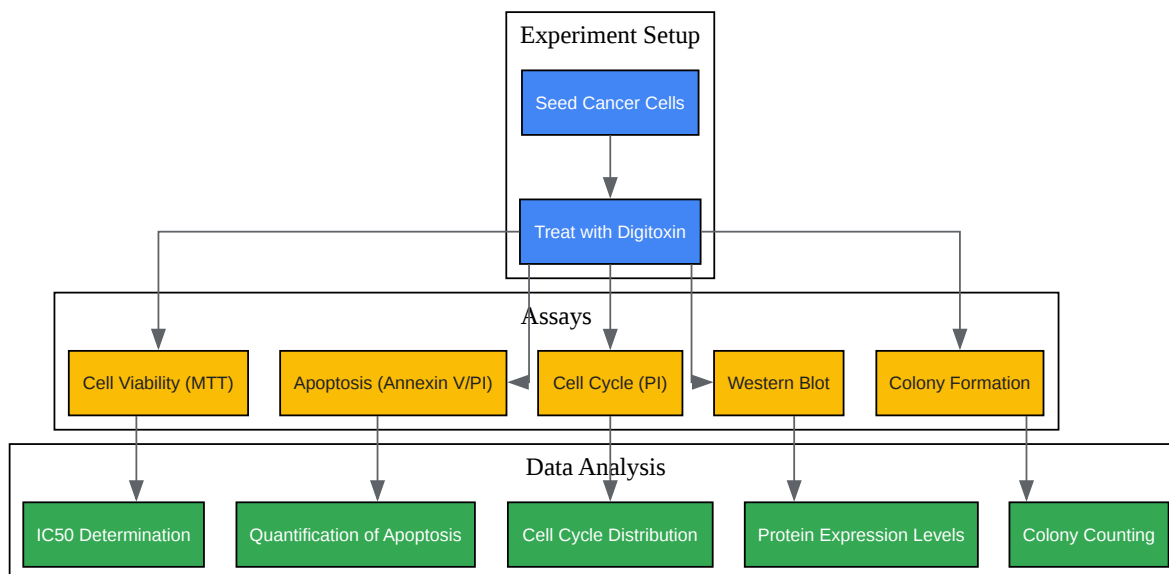 Experiment Setup
Seed Cancer Cells
Treat with Digitoxin
Assays
Cell Viability (MTT)
Apoptosis (Annexin V/PI)
Cell Cycle (PI)
Western Blot
Colony Formation
Data Analysis
IC50 Determination
Quantification of Apoptosis
Cell Cycle Distribution
Protein Expression Levels
Colony Counting